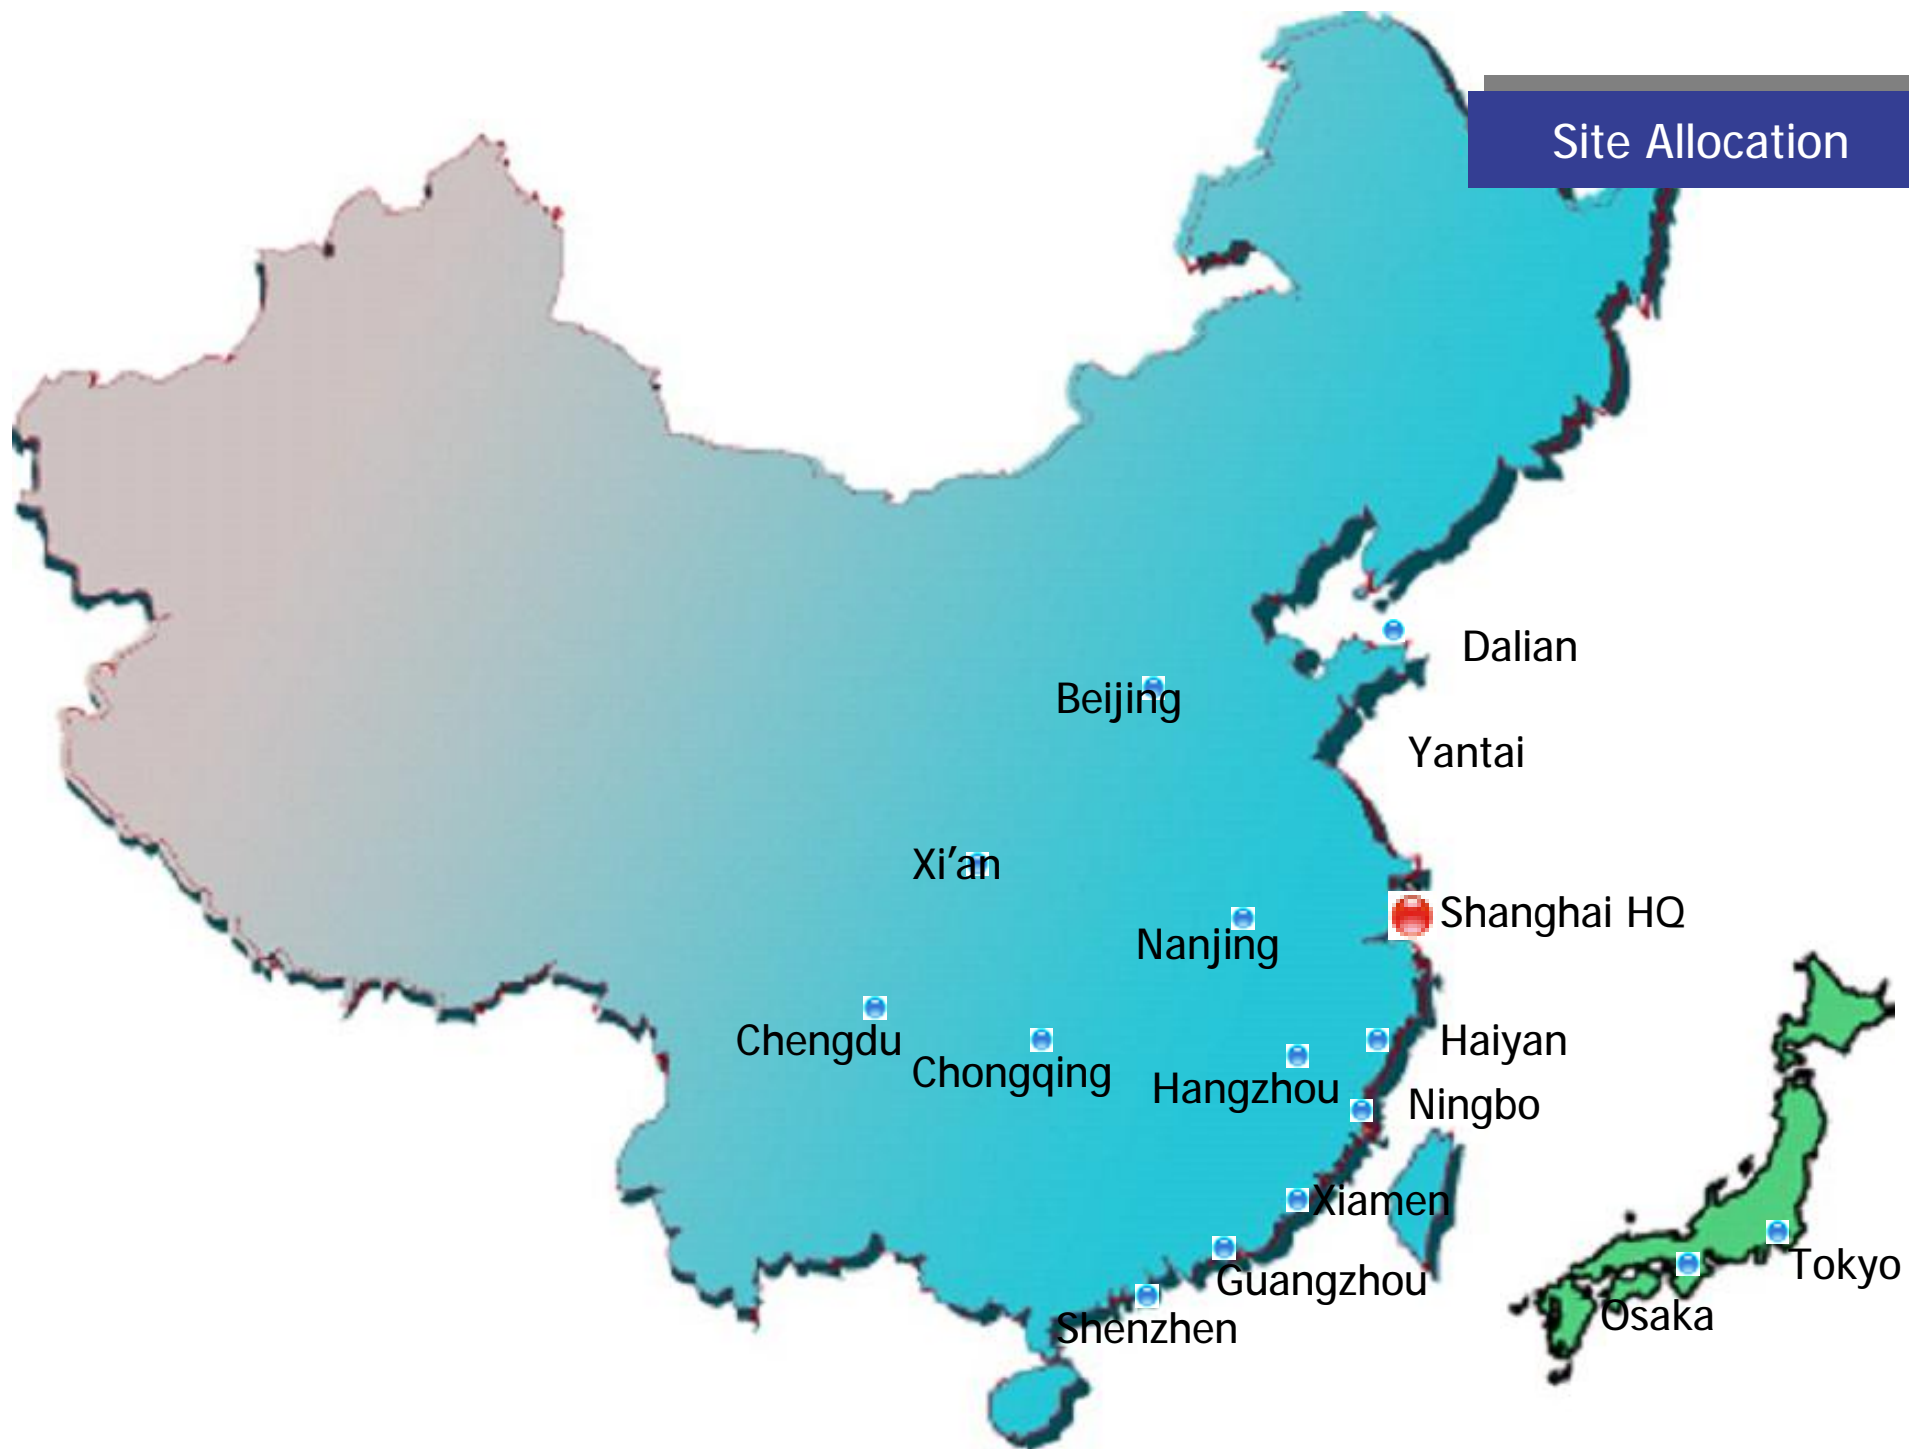 Site Allocation
Dalian
Beijing
Yantai
Xi’an
Shanghai HQ
Nanjing
Chengdu
Haiyan
Chongqing
Hangzhou
Ningbo
Xiamen
Tokyo
Guangzhou
Osaka
Shenzhen